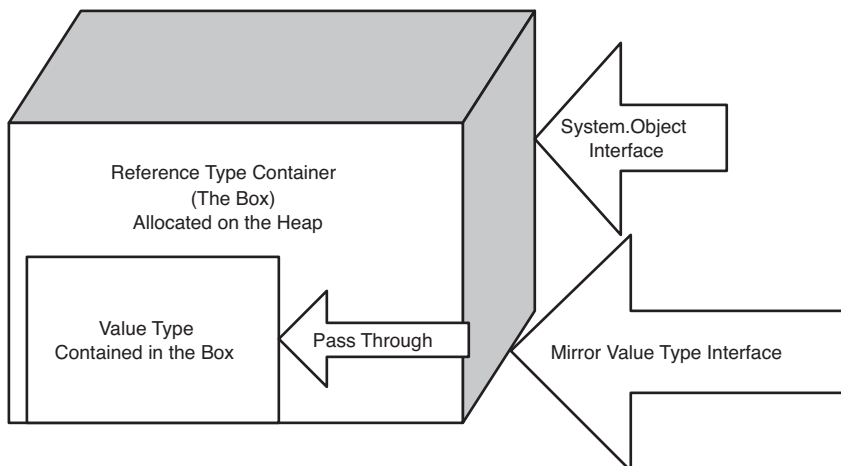 System.Object
Interface
Reference Type Container
(The Box)
Allocated on the Heap
Value Type
Contained in the Box
Pass Through
Mirror Value Type Interface